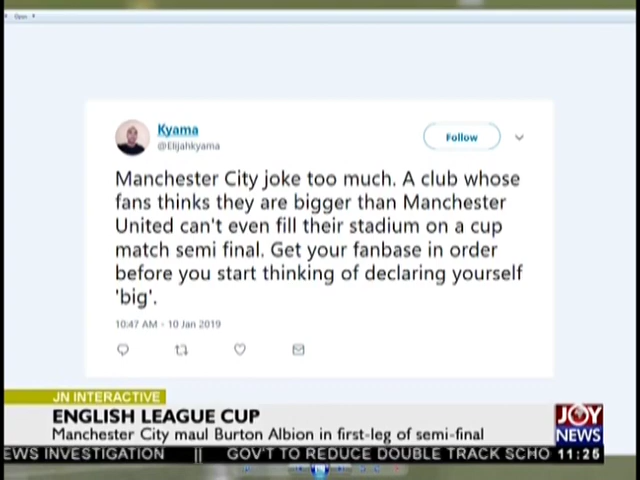 Open
Kyama
@Elijahkyama
Follow
Manchester City joke too much. A club whose
fans thinks they are bigger than Manchester
United can't even fill their stadium on a cup
match semi final. Get your fanbase in order
before you start thinking of declaring yourself
'big'.
10:47 AM - 10 Jan 2019
JN INTERACTIVE
ENGLISH LEAGUE CUP
Manchester City maul Burton Albion in first-leg of semi-final
JOY
NEWS
EWS INVESTIGATION || GOV'T TO REDUCE DOUBLE TRACK SCHO 11:25